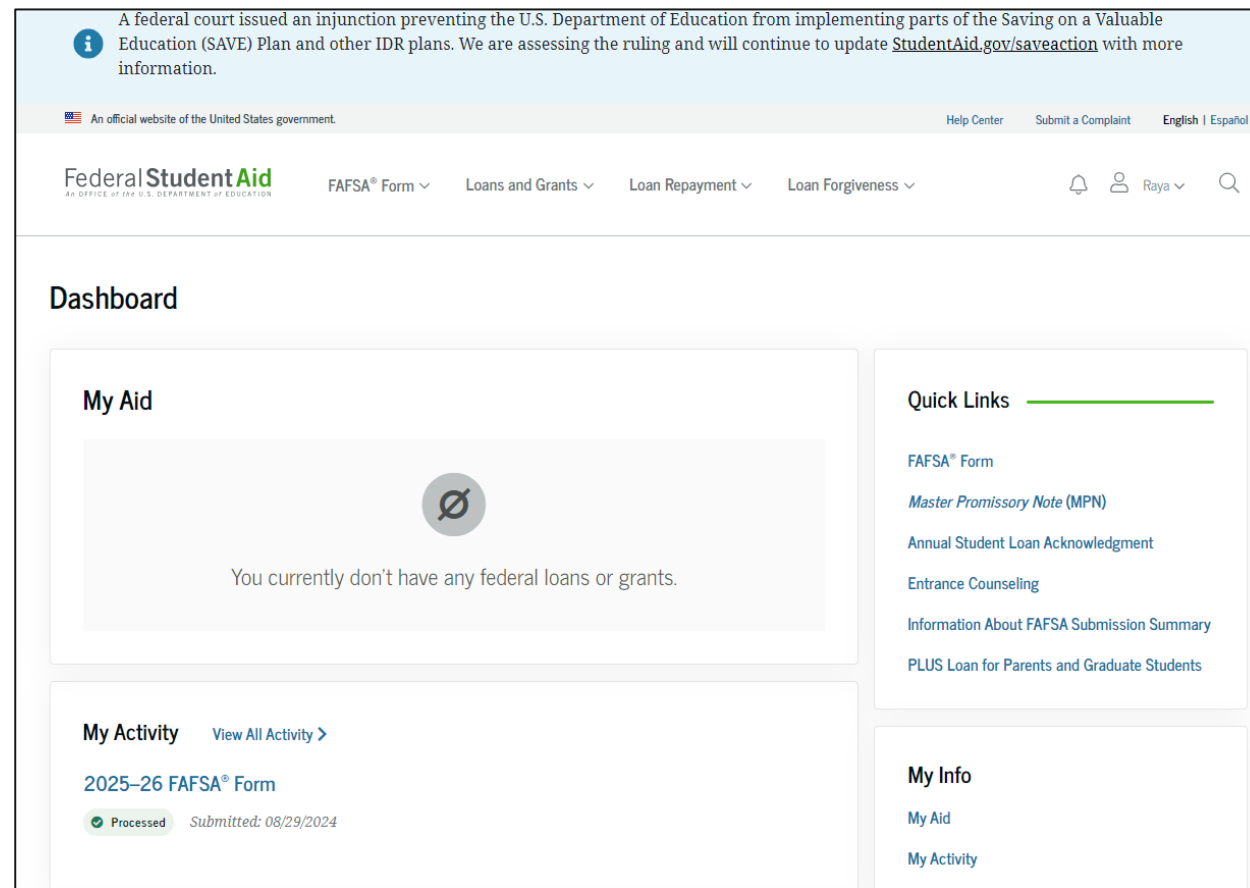 A federal court issued an injunction preventing the U.S. Department of Education from implementing parts of the Saving on a Valuable
Education (SAVE) Plan and other IDR plans. We are assessing the ruling and will continue to update StudentAid.gov/saveaction with more
information.
An official website of the United States government.
Help Center Submit a Complaint English | Español
Federal StudentAid
An OFFICE of the U.S. DEPARTMENT of EDUCATION
FAFSA® Form Loans and Grants Loan Repayment Loan Forgiveness Raya
Dashboard
My Aid
You currently don't have any federal loans or grants.
My Activity View All Activity
2025–26 FAFSA® Form
Processed Submitted: 08/29/2024
Quick Links
FAFSA® Form
Master Promissory Note (MPN)
Annual Student Loan Acknowledgment
Entrance Counseling
Information About FAFSA Submission Summary
PLUS Loan for Parents and Graduate Students
My Info
My Aid
My Activity